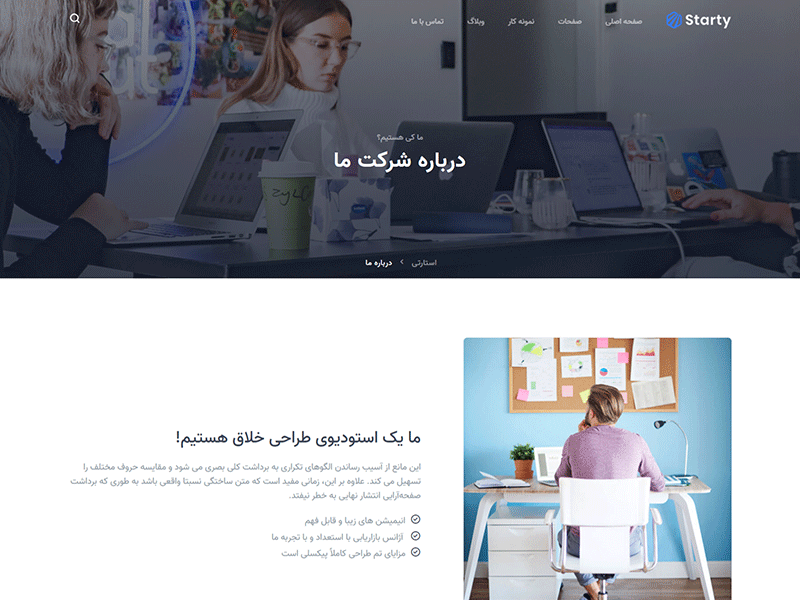 Starty
صفحه اصلی
صفحات
نمونه کار
وبلاگ
تماس با ما
ما کی هستیم؟
درباره شرکت ما
استارتی
درباره ما
ما یک استودیوی طراحی خلاق هستیم!
این مانع از آسیب رساندن الگوهای تکراری به برداشت کلی بصری می شود و مقایسه حروف مختلف را
تسهیل می کند. علاوه بر این، زمانی مفید است که متن ساختگی نسبتا واقعی باشد به طوری که برداشت
صفحه‌آرایی انتشار نهایی به خطر نیفتد.
انیمیشن های زیبا و قابل فهم
آژانس بازاریابی با استعداد و با تجربه ما
مزایای تم طراحی کاملاً پیکسلی است